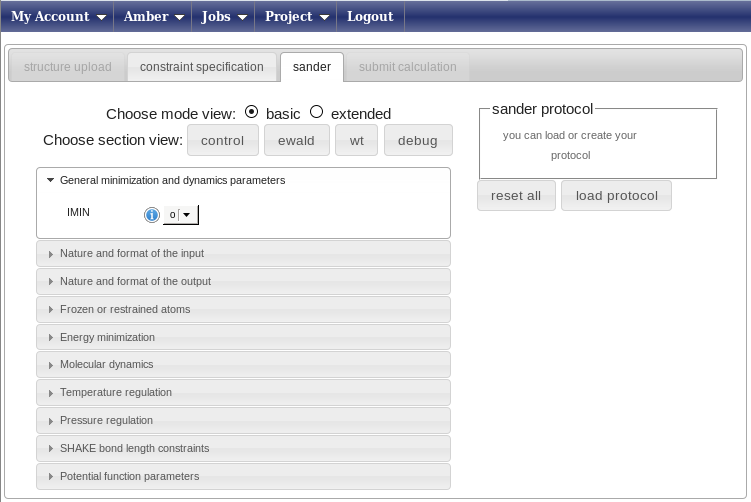 My Account Amber Jobs Project Logout
structure upload constraint specification sander submit calculation
Choose mode view: basic extended
Choose section view: control ewald wt debug
General minimization and dynamics parameters
IMIN 0
Nature and format of the input
Nature and format of the output
Frozen or restrained atoms
Energy minimization
Molecular dynamics
Temperature regulation
Pressure regulation
SHAKE bond length constraints
Potential function parameters
sander protocol
you can load or create your
protocol
reset all load protocol